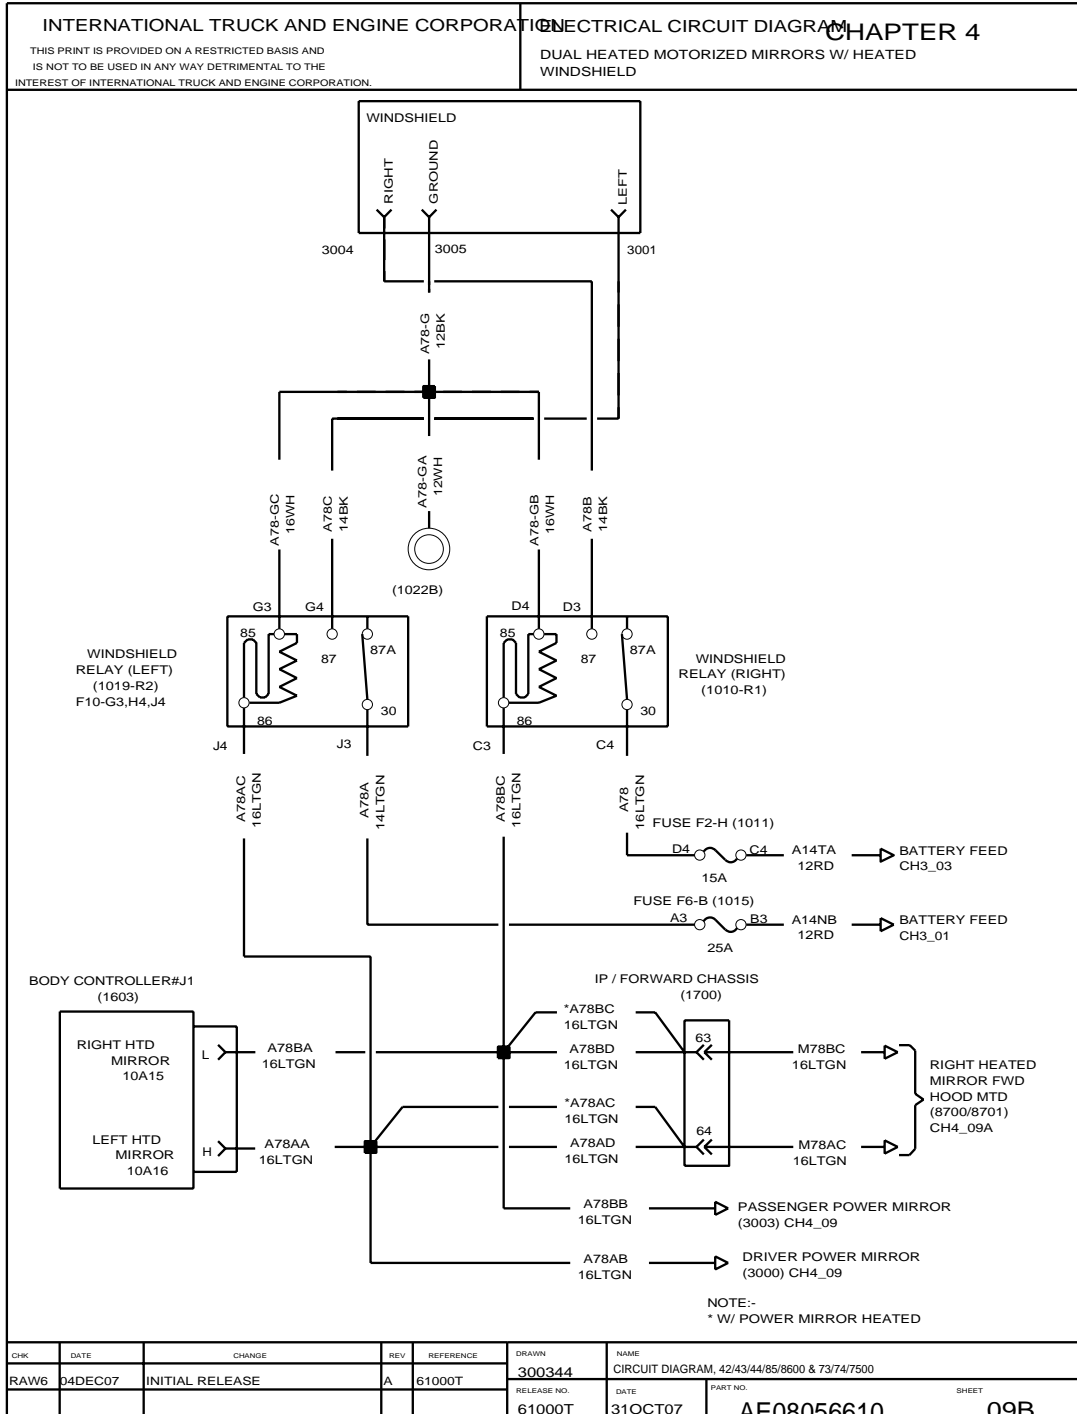 INTERNATIONAL TRUCK AND ENGINE CORPORATION
THIS PRINT IS PROVIDED ON A RESTRICTED BASIS AND
IS NOT TO BE USED IN ANY WAY DETRIMENTAL TO THE
INTEREST OF INTERNATIONAL TRUCK AND ENGINE CORPORATION.
ELECTRICAL CIRCUIT DIAGRAM
CHAPTER 4
DUAL HEATED MOTORIZED MIRRORS W/ HEATED
WINDSHIELD
WINDSHIELD
RIGHT
GROUND
LEFT
3004
3005
3001
A78-G
12BK
A78-GC
16WH
A78C
14BK
A78-GA
12WH
A78-GB
16WH
A78B
14BK
(1022B)
G3
G4
D4
D3
85
87
87A
86
30
85
87
87A
86
30
WINDSHIELD
RELAY (LEFT)
(1019-R2)
F10-G3,H4,J4
WINDSHIELD
RELAY (RIGHT)
(1010-R1)
J4
J3
C3
C4
A78AC
16LTGN
A78A
14LTGN
A78BC
16LTGN
A78
16LTGN
FUSE F2-H (1011)
D4
C4
15A
A14TA
12RD
BATTERY FEED
CH3_03
FUSE F6-B (1015)
A3
B3
25A
A14NB
12RD
BATTERY FEED
CH3_01
BODY CONTROLLER#J1
(1603)
RIGHT HTD
MIRROR
10A15
L
LEFT HTD
MIRROR
10A16
H
A78BA
16LTGN
A78AA
16LTGN
IP / FORWARD CHASSIS
(1700)
*A78BC
16LTGN
A78BD
16LTGN
*A78AC
16LTGN
A78AD
16LTGN
63
64
M78BC
16LTGN
M78AC
16LTGN
RIGHT HEATED
MIRROR FWD
HOOD MTD
(8700/8701)
CH4_09A
A78BB
16LTGN
PASSENGER POWER MIRROR
(3003) CH4_09
A78AB
16LTGN
DRIVER POWER MIRROR
(3000) CH4_09
NOTE:-
* W/ POWER MIRROR HEATED
CHK DATE CHANGE REV REFERENCE
RAW6 04DEC07 INITIAL RELEASE A 61000T
DRAWN
300344
NAME
CIRCUIT DIAGRAM, 42/43/44/85/8600 & 73/74/7500
RELEASE NO.
61000T
DATE
31OCT07
PART NO.
AE08056610
SHEET
09B